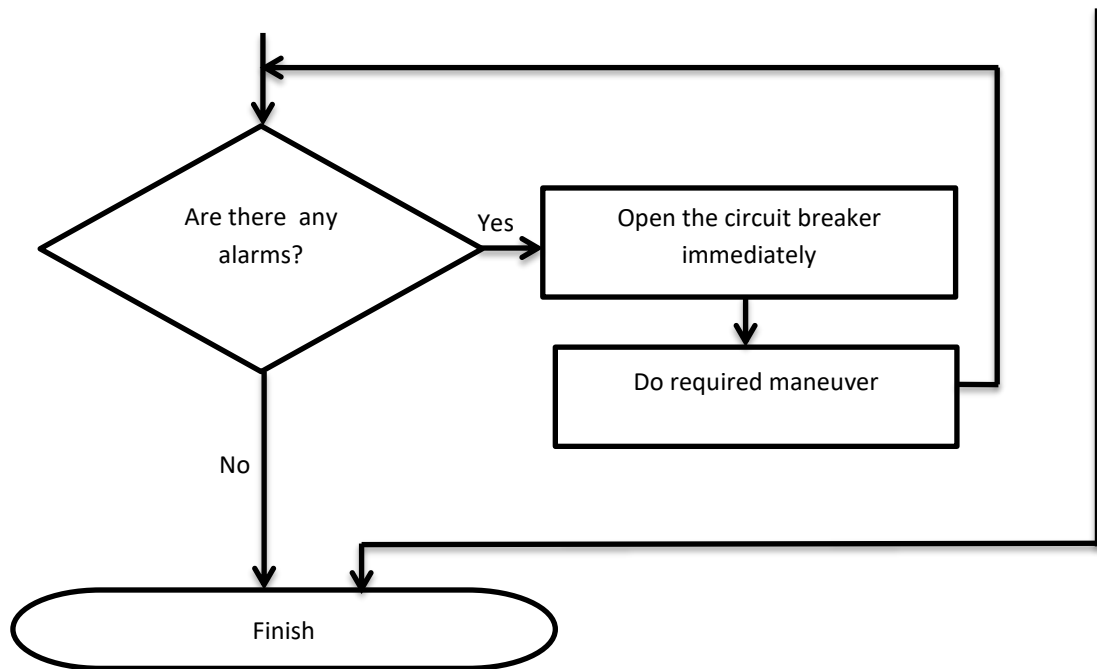 Are there any
alarms?
Yes
Open the circuit breaker
immediately
Do required maneuver
No
Finish